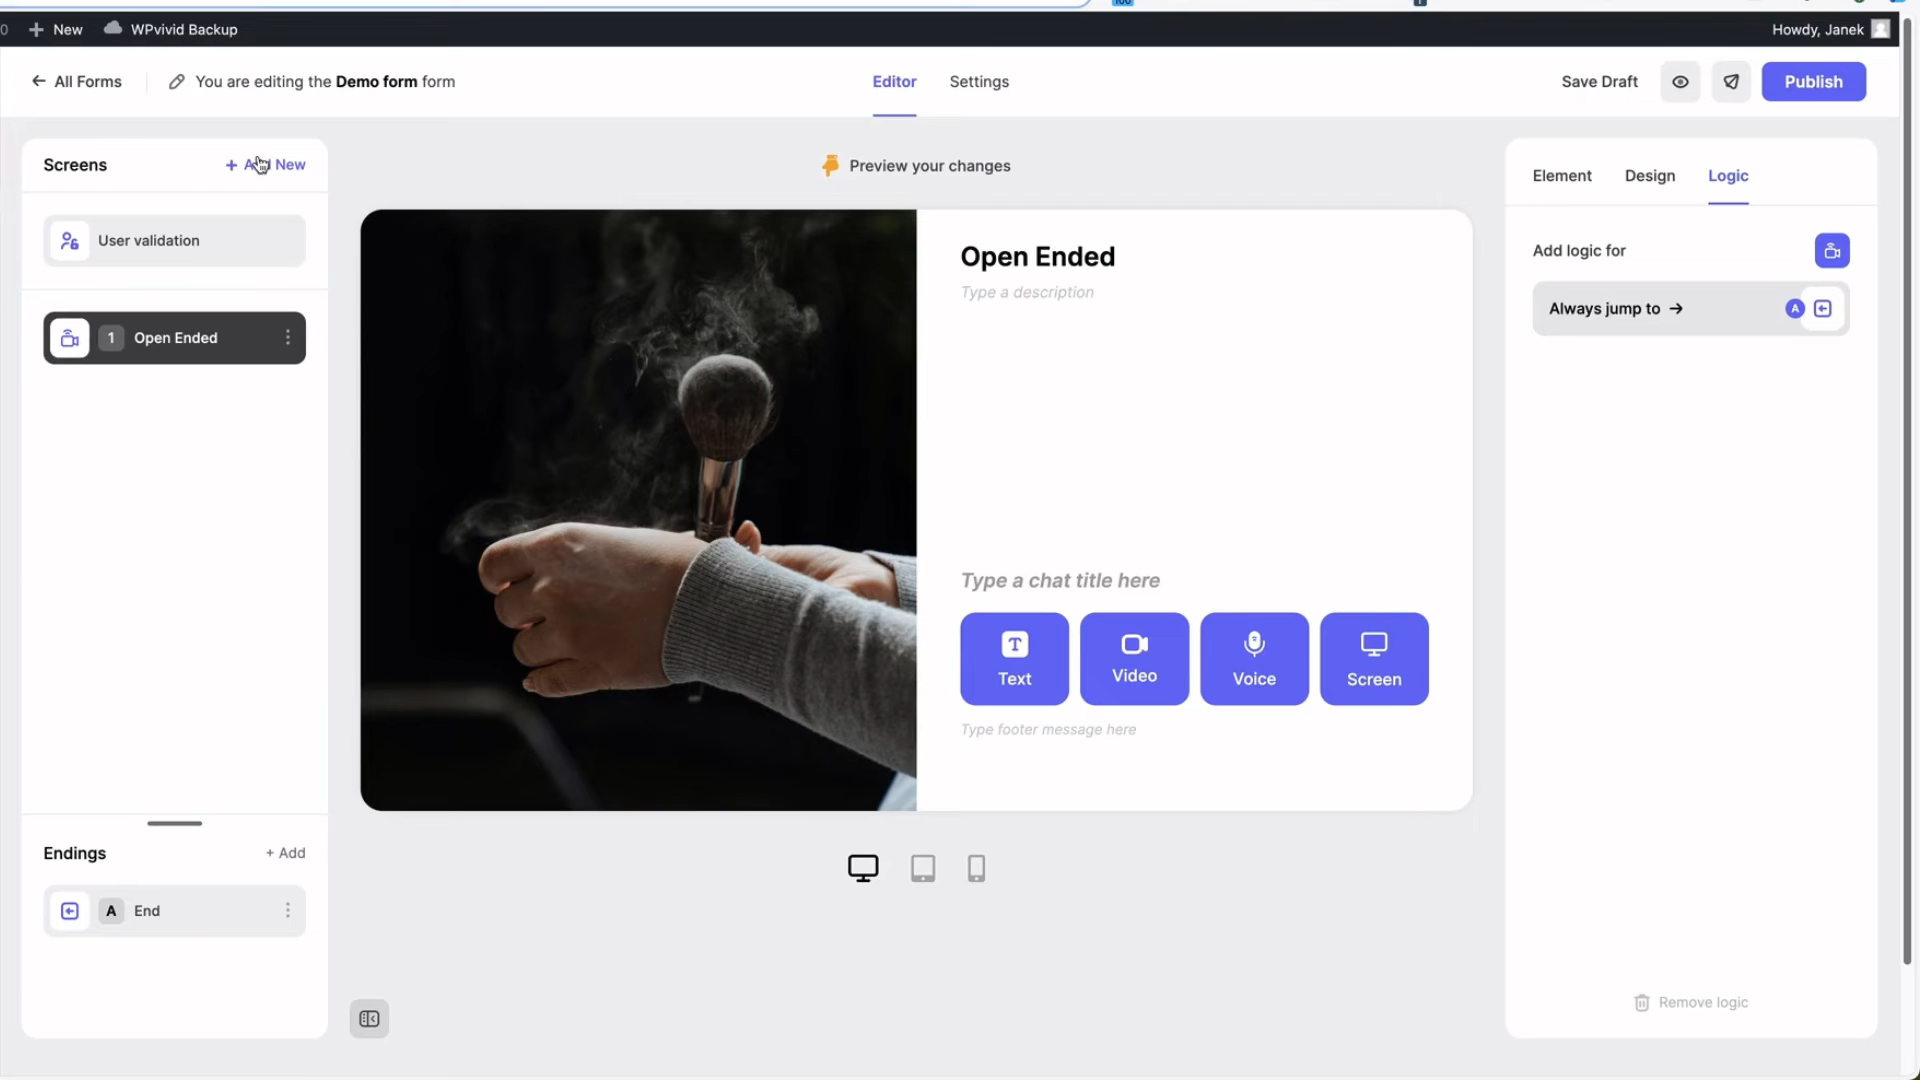 0 New WPvivid Backup Howdy, Janek
All Forms You are editing the Demo form form Editor Settings Save Draft Publish
Screens + Add New
Preview your changes
Element Design Logic
User validation
Open Ended
Type a description
Add logic for
1 Open Ended
Always jump to → A
Type a chat title here
T
Text Video Voice Screen
Type footer message here
Endings + Add
A End
Remove logic